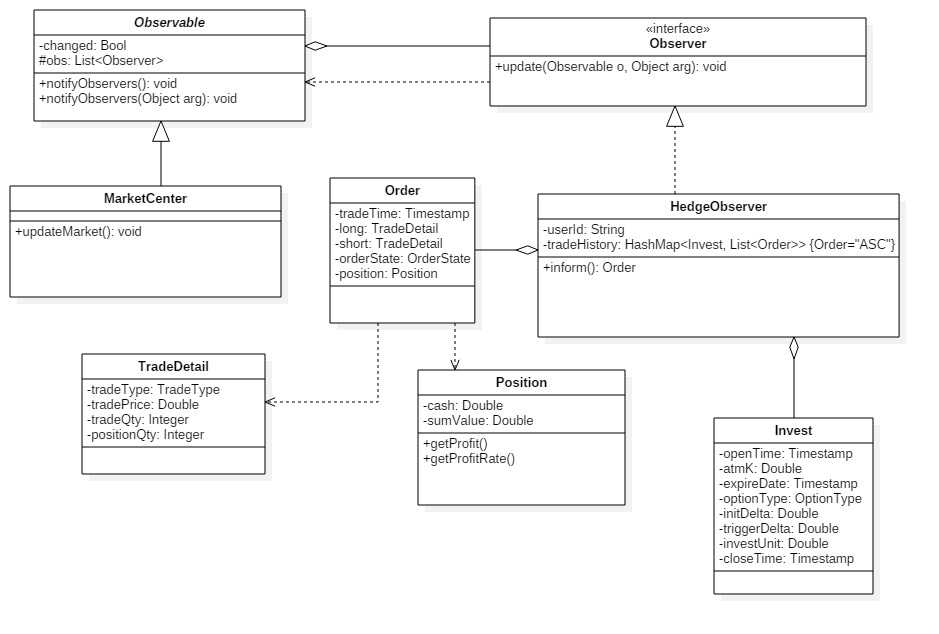 Observable
-changed: Bool
#obs: List<Observer>
+notifyObservers(): void
+notifyObservers(Object arg): void
«interface»
Observer
+update(Observable o, Object arg): void
MarketCenter
+updateMarket(): void
Order
-tradeTime: Timestamp
-long: TradeDetail
-short: TradeDetail
-orderState: OrderState
-position: Position
HedgeObserver
-userId: String
-tradeHistory: HashMap<Invest, List<Order>> {Order="ASC"}
+inform(): Order
TradeDetail
-tradeType: TradeType
-tradePrice: Double
-tradeQty: Integer
-positionQty: Integer
Position
-cash: Double
-sumValue: Double
+getProfit()
+getProfitRate()
Invest
-openTime: Timestamp
-atmK: Double
-expireDate: Timestamp
-optionType: OptionType
-initDelta: Double
-triggerDelta: Double
-investUnit: Double
-closeTime: Timestamp